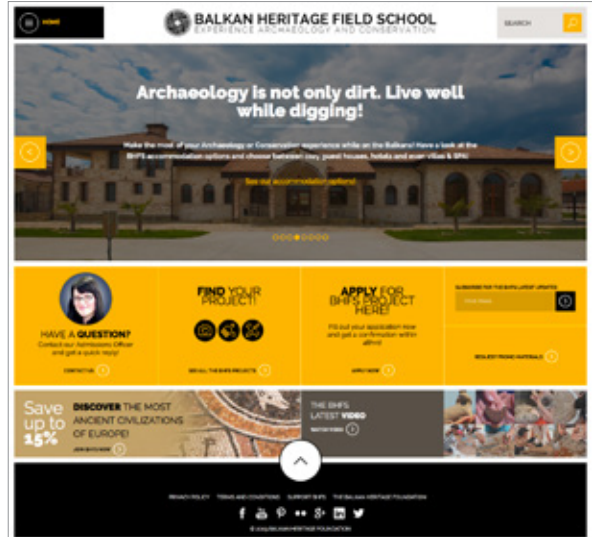 HOME
BALKAN HERITAGE FIELD SCHOOL
EXPERIENCE ARCHAEOLOGY AND CONSERVATION
SEARCH
Archaeology is not only dirt. Live well
while digging!
Make the most of your Archaeology or Conservation experience while on the Balkans! Have a look at the
BHFS accommodation options and choose between cozy guest houses, hotels and even villas & SPA!
See our accommodation options!
HAVE A QUESTION?
Contact our Admissions Officer
and get a quick reply!
CONTACT US
FIND YOUR
PROJECT!
SEE ALL THE BHFS PROJECTS
APPLY FOR
BHFS PROJECT
HERE!
Fill out your application now
and get a confirmation within
48hrs!
APPLY NOW
SUBSCRIBE FOR THE BHFS LATEST UPDATES
REQUEST PROMO MATERIALS
Save
up to
15%
DISCOVER THE MOST
ANCIENT CIVILIZATIONS
OF EUROPE!
JOIN BHFS NOW
THE BHFS
LATEST VIDEO
WATCH VIDEO
PRIVACY POLICY TERMS AND CONDITIONS SUPPORT BHFS THE BALKAN HERITAGE FOUNDATION
BALKAN HERITAGE FOUNDATION